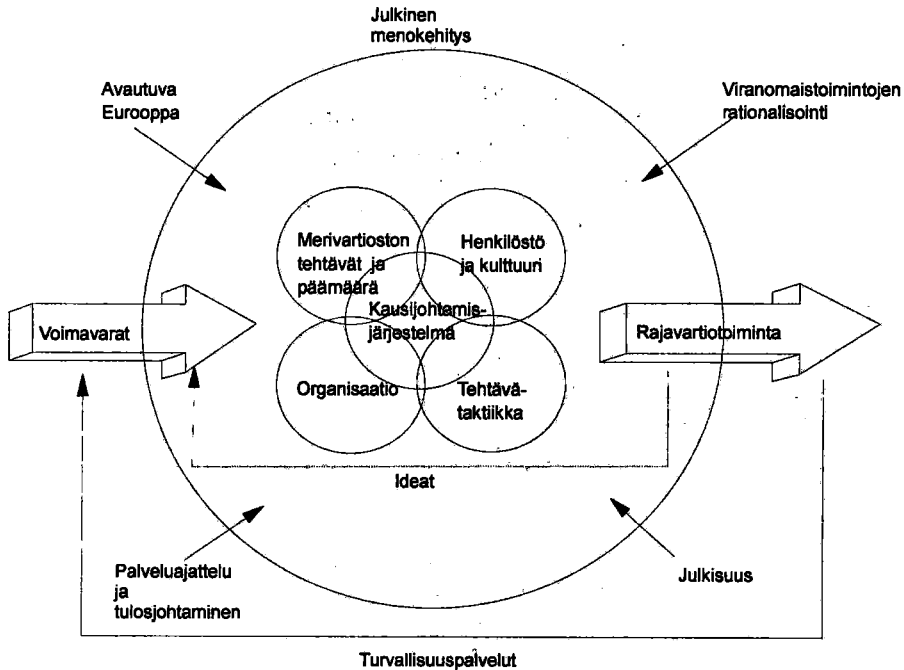 Julkinen
menokehitys
Avautuva
Eurooppa
Viranomaistoimintojen
rationalisointi
Merivartioston
tehtävät ja
päämäärä
Henkilöstö
ja kulttuuri
Kausijohtamis-
järjestelmä
Voimavarat
Rajavartiotoiminta
Organisaatio
Tehtävä-
taktiikka
Ideat
Palveluajattelu
ja
tulosjohtaminen
Julkisuus
Turvallisuuspalvelut